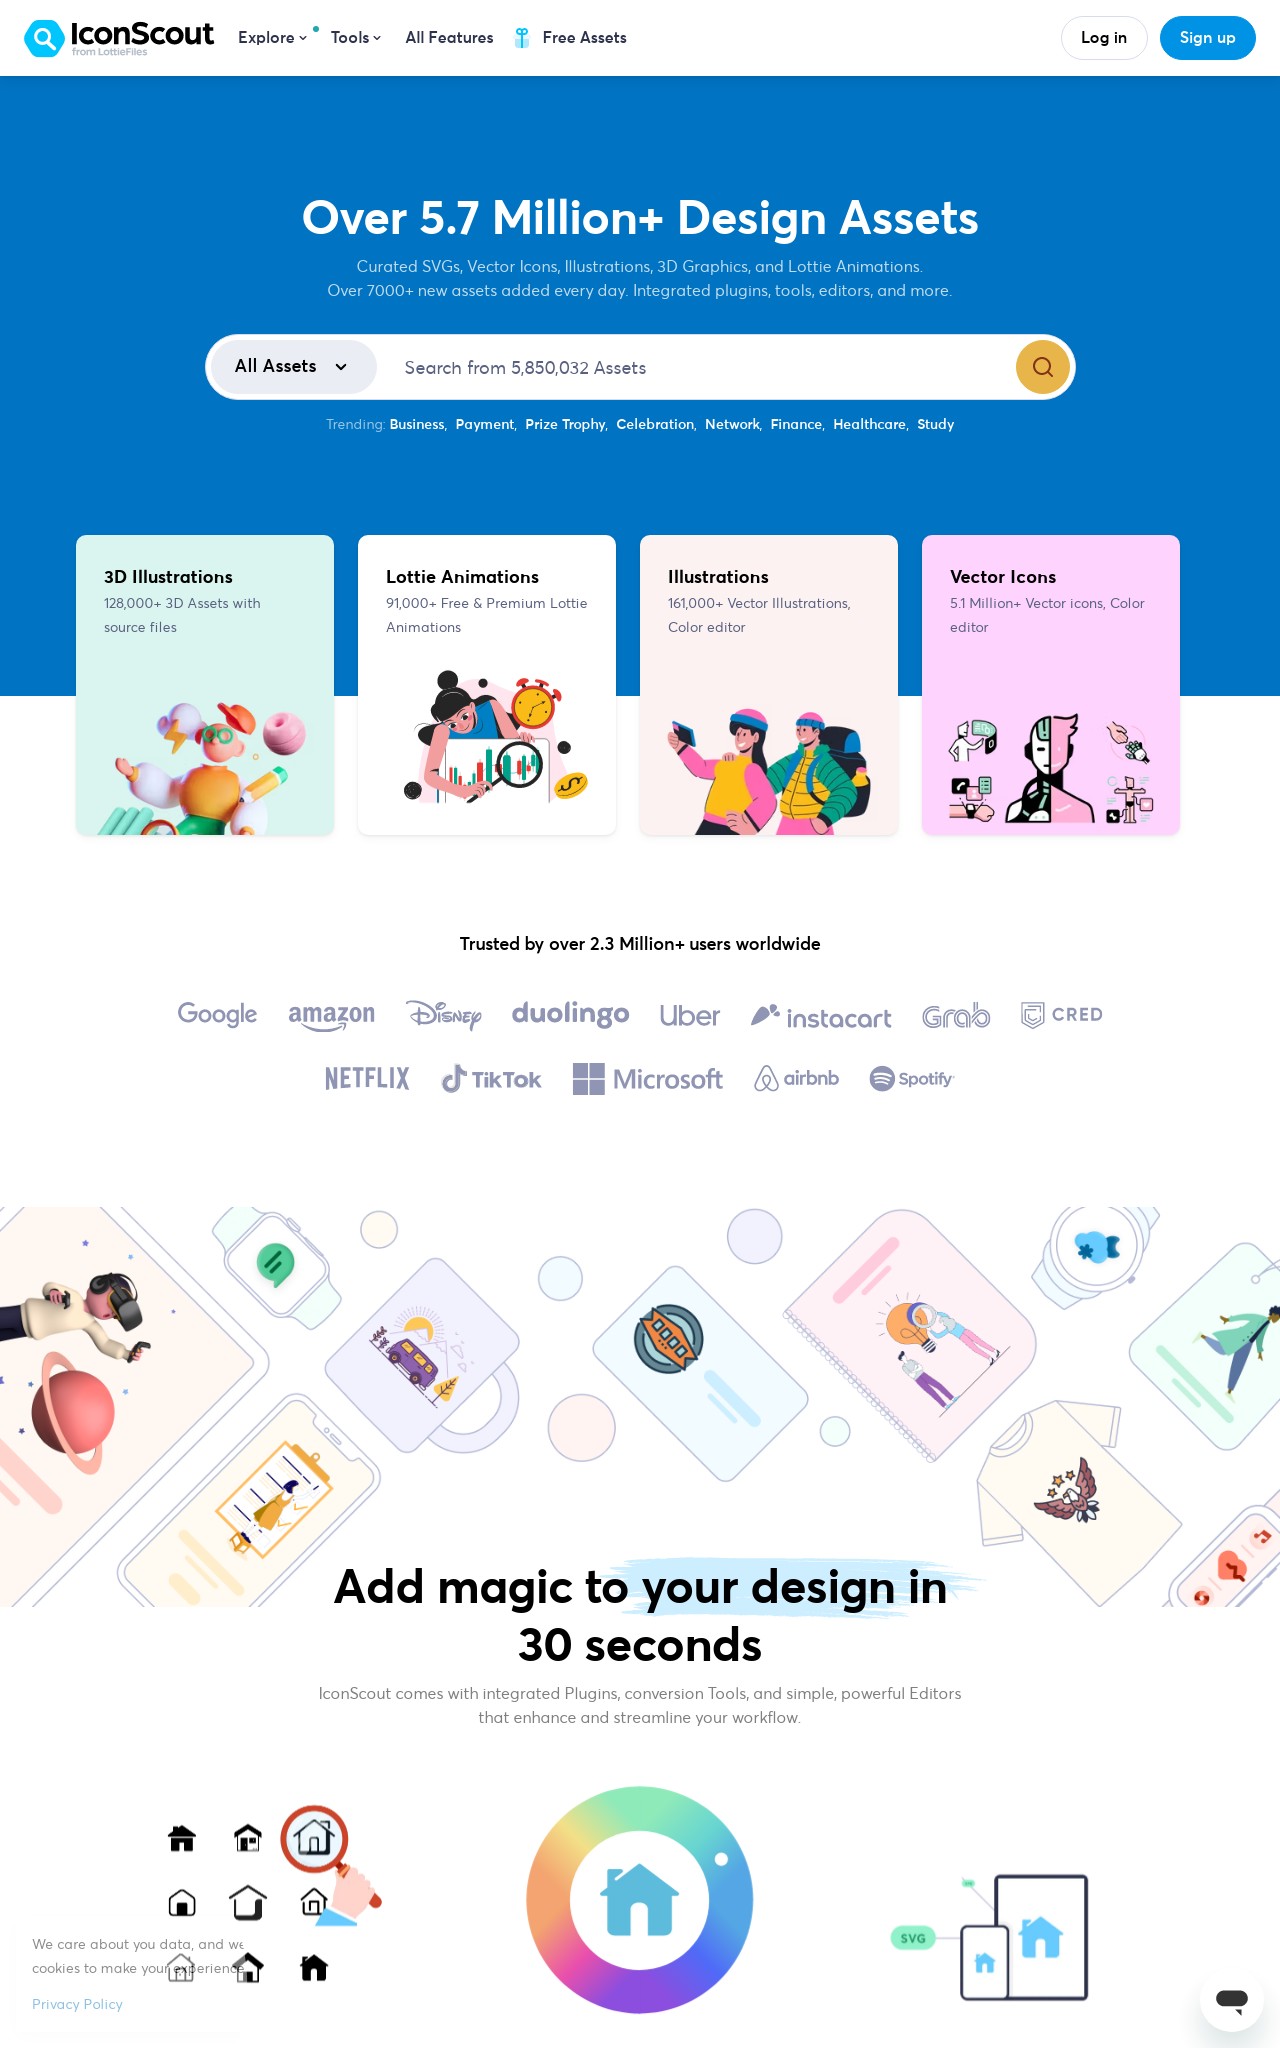 IconScout
from LottieFiles
Explore
Tools
All Features
Free Assets
Log in
Sign up
Over 5.7 Million+ Design Assets
Curated SVGs, Vector Icons, Illustrations, 3D Graphics, and Lottie Animations.
Over 7000+ new assets added every day. Integrated plugins, tools, editors, and more.
All Assets
Search from 5,850,032 Assets
Trending: Business, Payment, Prize Trophy, Celebration, Network, Finance, Healthcare, Study
3D Illustrations
128,000+ 3D Assets with
source files
Lottie Animations
91,000+ Free & Premium Lottie
Animations
Illustrations
161,000+ Vector Illustrations,
Color editor
Vector Icons
5.1 Million+ Vector icons, Color
editor
Trusted by over 2.3 Million+ users worldwide
Google
amazon
Disney
duolingo
Uber
instacart
Grab
CRED
NETFLIX
TikTok
Microsoft
airbnb
Spotify
Add magic to your design in
30 seconds
IconScout comes with integrated Plugins, conversion Tools, and simple, powerful Editors
that enhance and streamline your workflow.
SVG
We care about you data, and we
cookies to make your experience
Privacy Policy